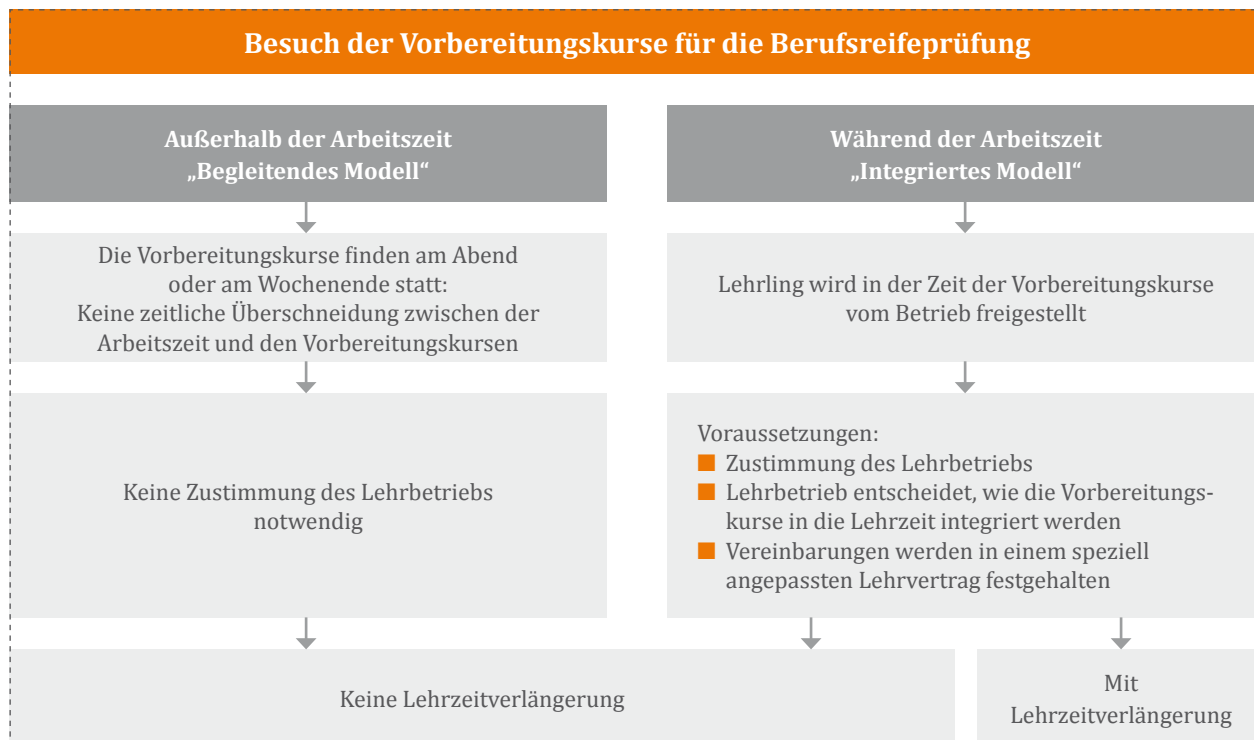 Besuch der Vorbereitungskurse für die Berufsreifeprüfung
Außerhalb der Arbeitszeit
„Begleitendes Modell“
Die Vorbereitungskurse finden am Abend
oder am Wochenende statt:
Keine zeitliche Überschneidung zwischen der
Arbeitszeit und den Vorbereitungskursen
Keine Zustimmung des Lehrbetriebs
notwendig
Während der Arbeitszeit
„Integriertes Modell“
Lehrling wird in der Zeit der Vorbereitungskurse
vom Betrieb freigestellt
Voraussetzungen:
Zustimmung des Lehrbetriebs
Lehrbetrieb entscheidet, wie die Vorbereitungs-
kurse in die Lehrzeit integriert werden
Vereinbarungen werden in einem speziell
angepassten Lehrvertrag festgehalten
Keine Lehrzeitverlängerung
Mit
Lehrzeitverlängerung